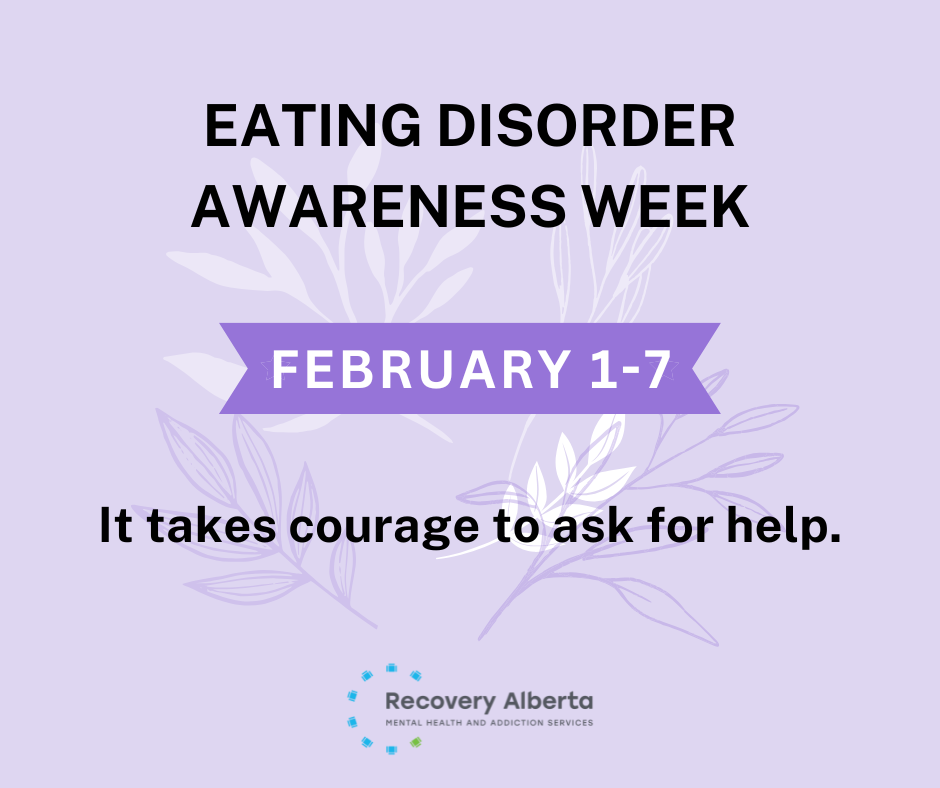 EATING DISORDER
AWARENESS WEEK
FEBRUARY 1-7
It takes courage to ask for help.
Recovery Alberta
MENTAL HEALTH AND ADDICTION SERVICES